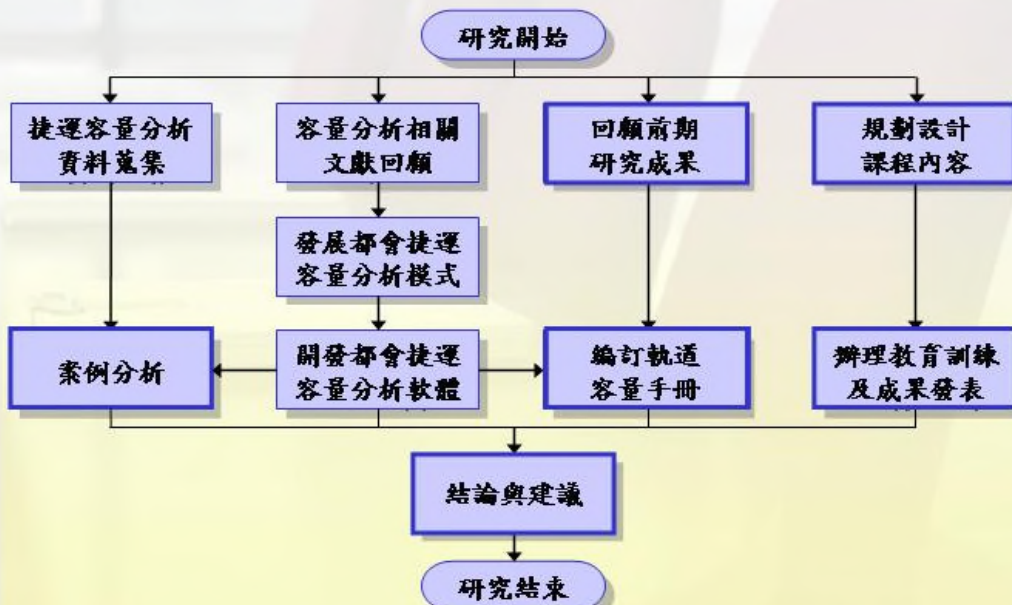 研究開始
捷運容量分析
資料蒐集
容量分析相關
文獻回顧
回顧前期
研究成果
規劃設計
課程內容
發展都會捷運
容量分析模式
案例分析
開發都會捷運
容量分析軟體
編訂軌道
容量手冊
辦理教育訓練
及成果發表
結論與建議
研究結束